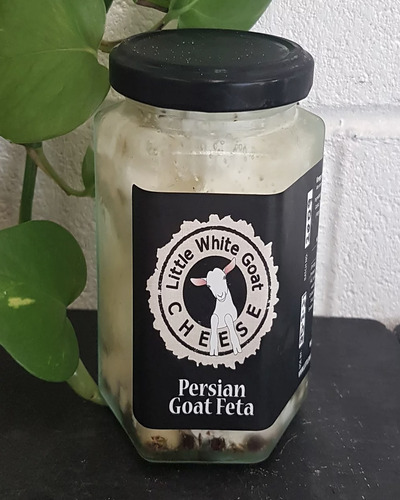 Little White Goat
CHEESE
Persian
Goat Feta